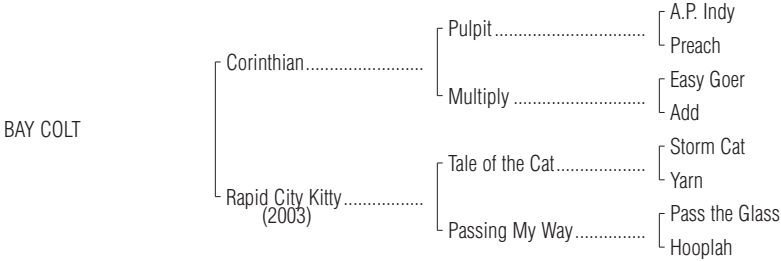 A.P. Indy
Pulpit................................
Preach
Corinthian.........................
Easy Goer
Multiply ............................
Add
BAY COLT
Storm Cat
Tale of the Cat...................
Yarn
Rapid City Kitty.................
(2003)
Pass the Glass
Passing My Way...............
Hooplah